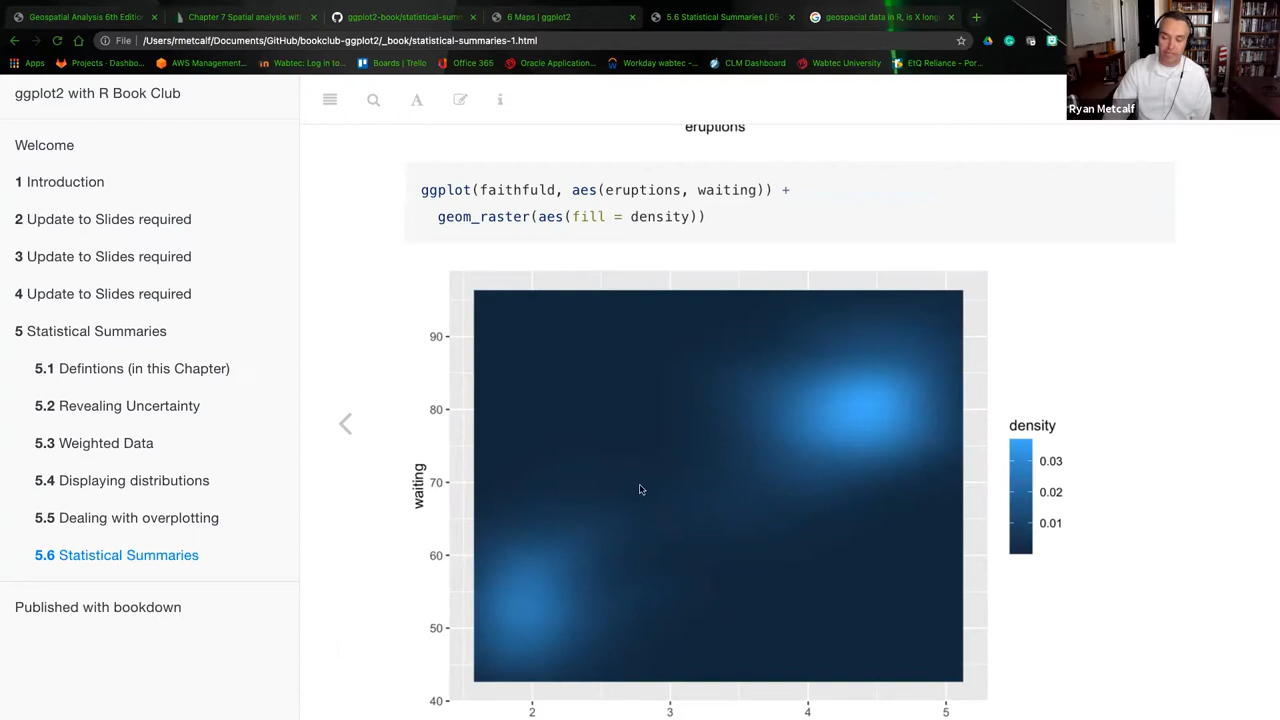 Geospatial Analysis 6th Edition
Chapter 7 Spatial analysis wit
ggplot2-book/statistical-summ
6 Maps | ggplot2
5.6 Statistical Summaries | 05-
geospacial data in R, is X long
File | /Users/rmetcalf/Documents/GitHub/bookclub-ggplot2/_book/statistical-summaries-1.html
Apps
Projects · Dashbo...
AWS Management...
Wabtec: Log in to...
Boards | Trello
Office 365
Oracle Application...
Workday wabtec -...
CLM Dashboard
Wabtec University
EtQ Reliance - Por...
Ryan Metcalf
ggplot2 with R Book Club
Welcome
1 Introduction
2 Update to Slides required
3 Update to Slides required
4 Update to Slides required
5 Statistical Summaries
5.1 Defintions (in this Chapter)
5.2 Revealing Uncertainty
5.3 Weighted Data
5.4 Displaying distributions
5.5 Dealing with overplotting
5.6 Statistical Summaries
Published with bookdown
eruptions
ggplot(faithfuld, aes(eruptions, waiting)) +
geom_raster(aes(fill = density))
90
80
70
60
50
40
waiting
2
3
4
5
density
0.03
0.02
0.01